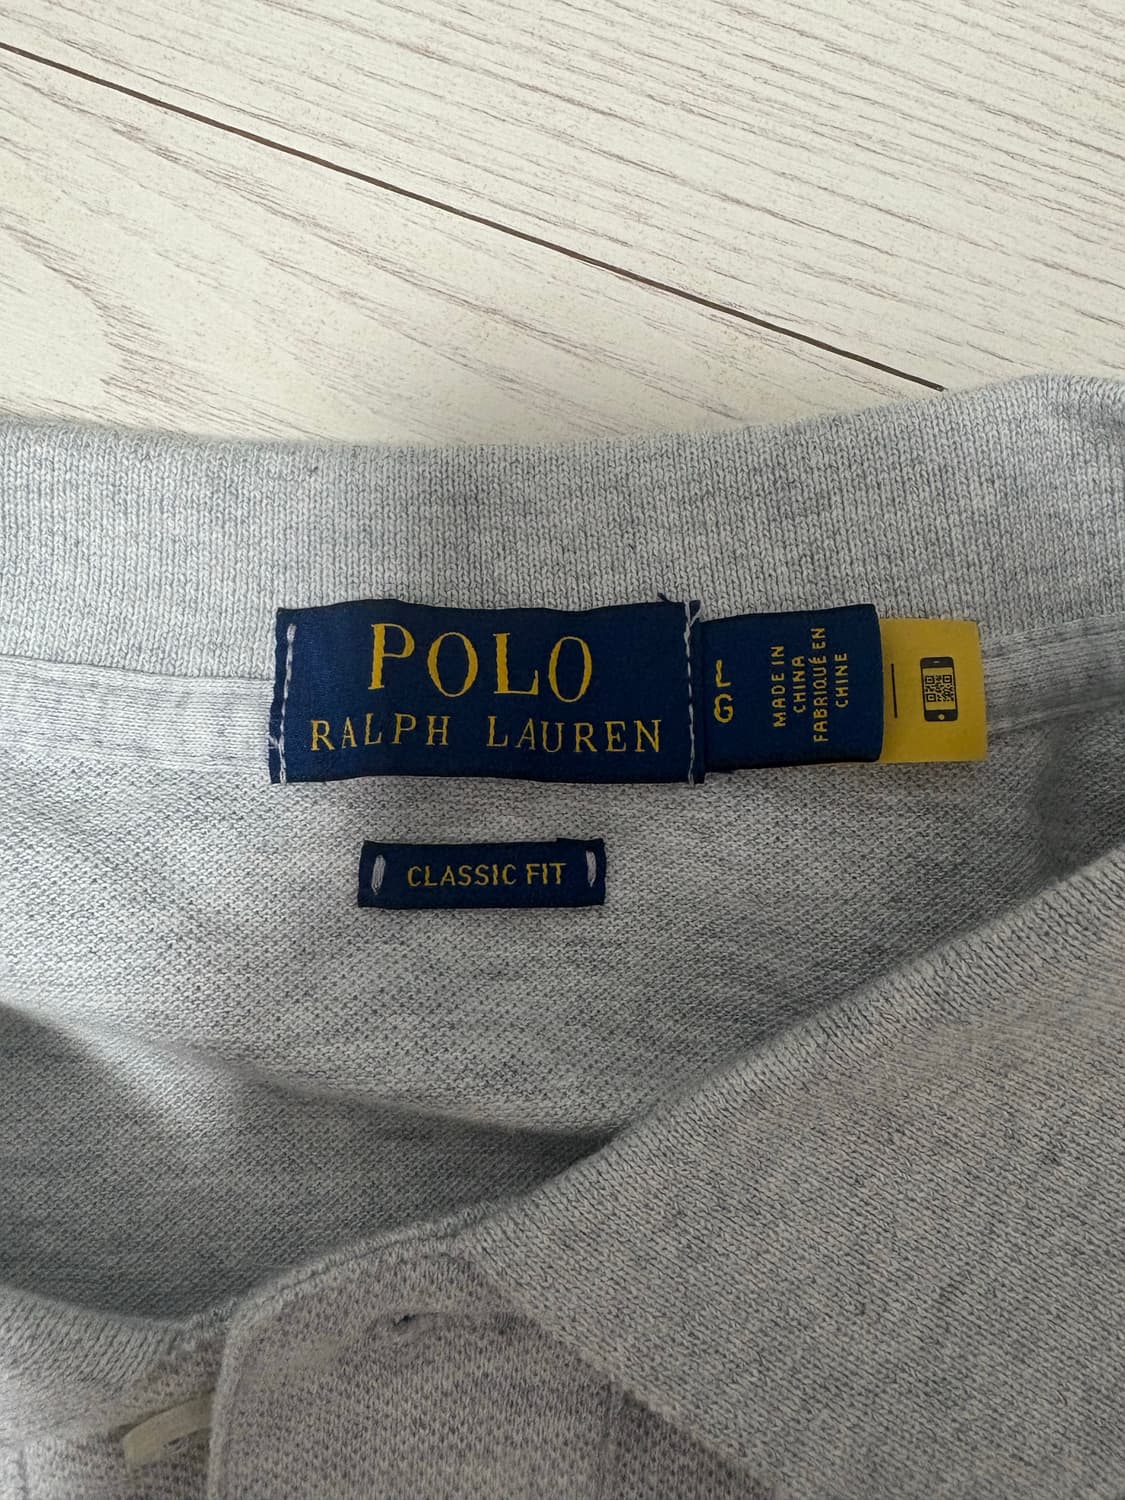 POLO
RALPH LAUREN
L
G
MADE IN
CHINA
FABRIQUÉ EN
CHINE
CLASSIC FIT